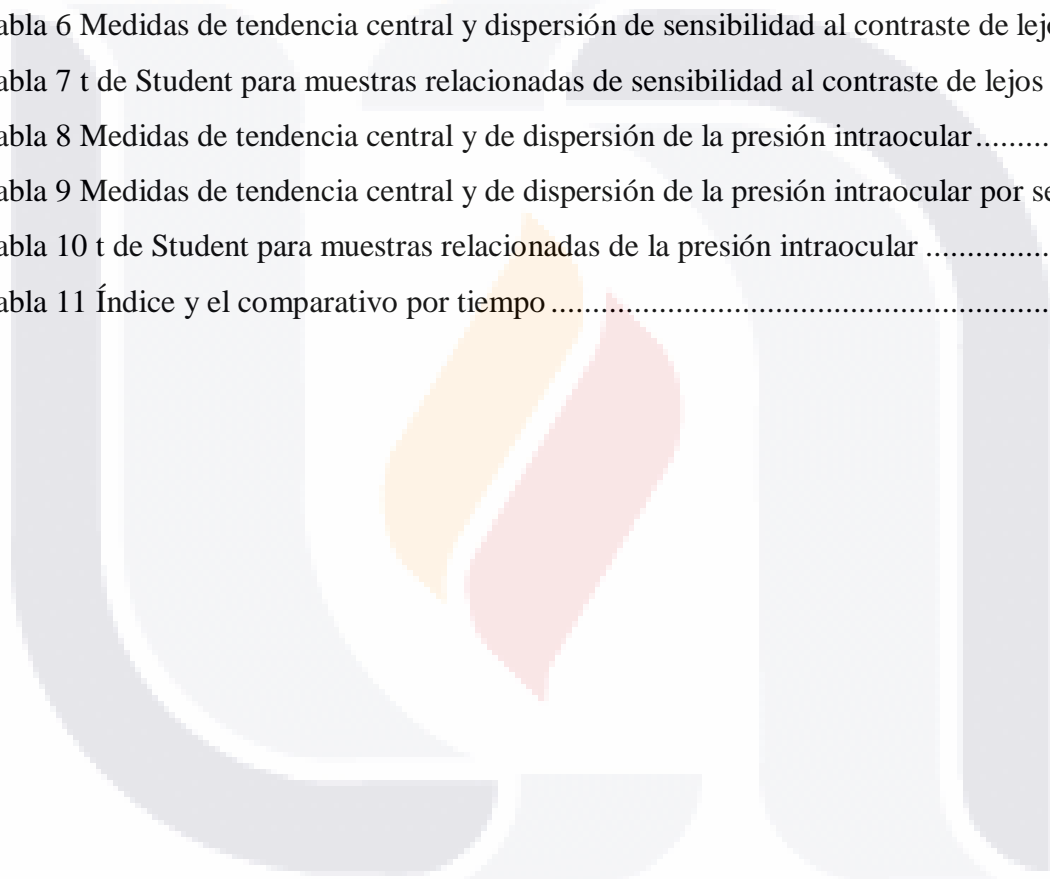 abla 6 Medidas de tendencia central y dispersión de sensibilidad al contraste de lejo
abla 7 t de Student para muestras relacionadas de sensibilidad al contraste de lejos
abla 8 Medidas de tendencia central y de dispersión de la presión intraocular.........
abla 9 Medidas de tendencia central y de dispersión de la presión intraocular por se
abla 10 t de Student para muestras relacionadas de la presión intraocular ...............
abla 11 Índice y el comparativo por tiempo.............................................................